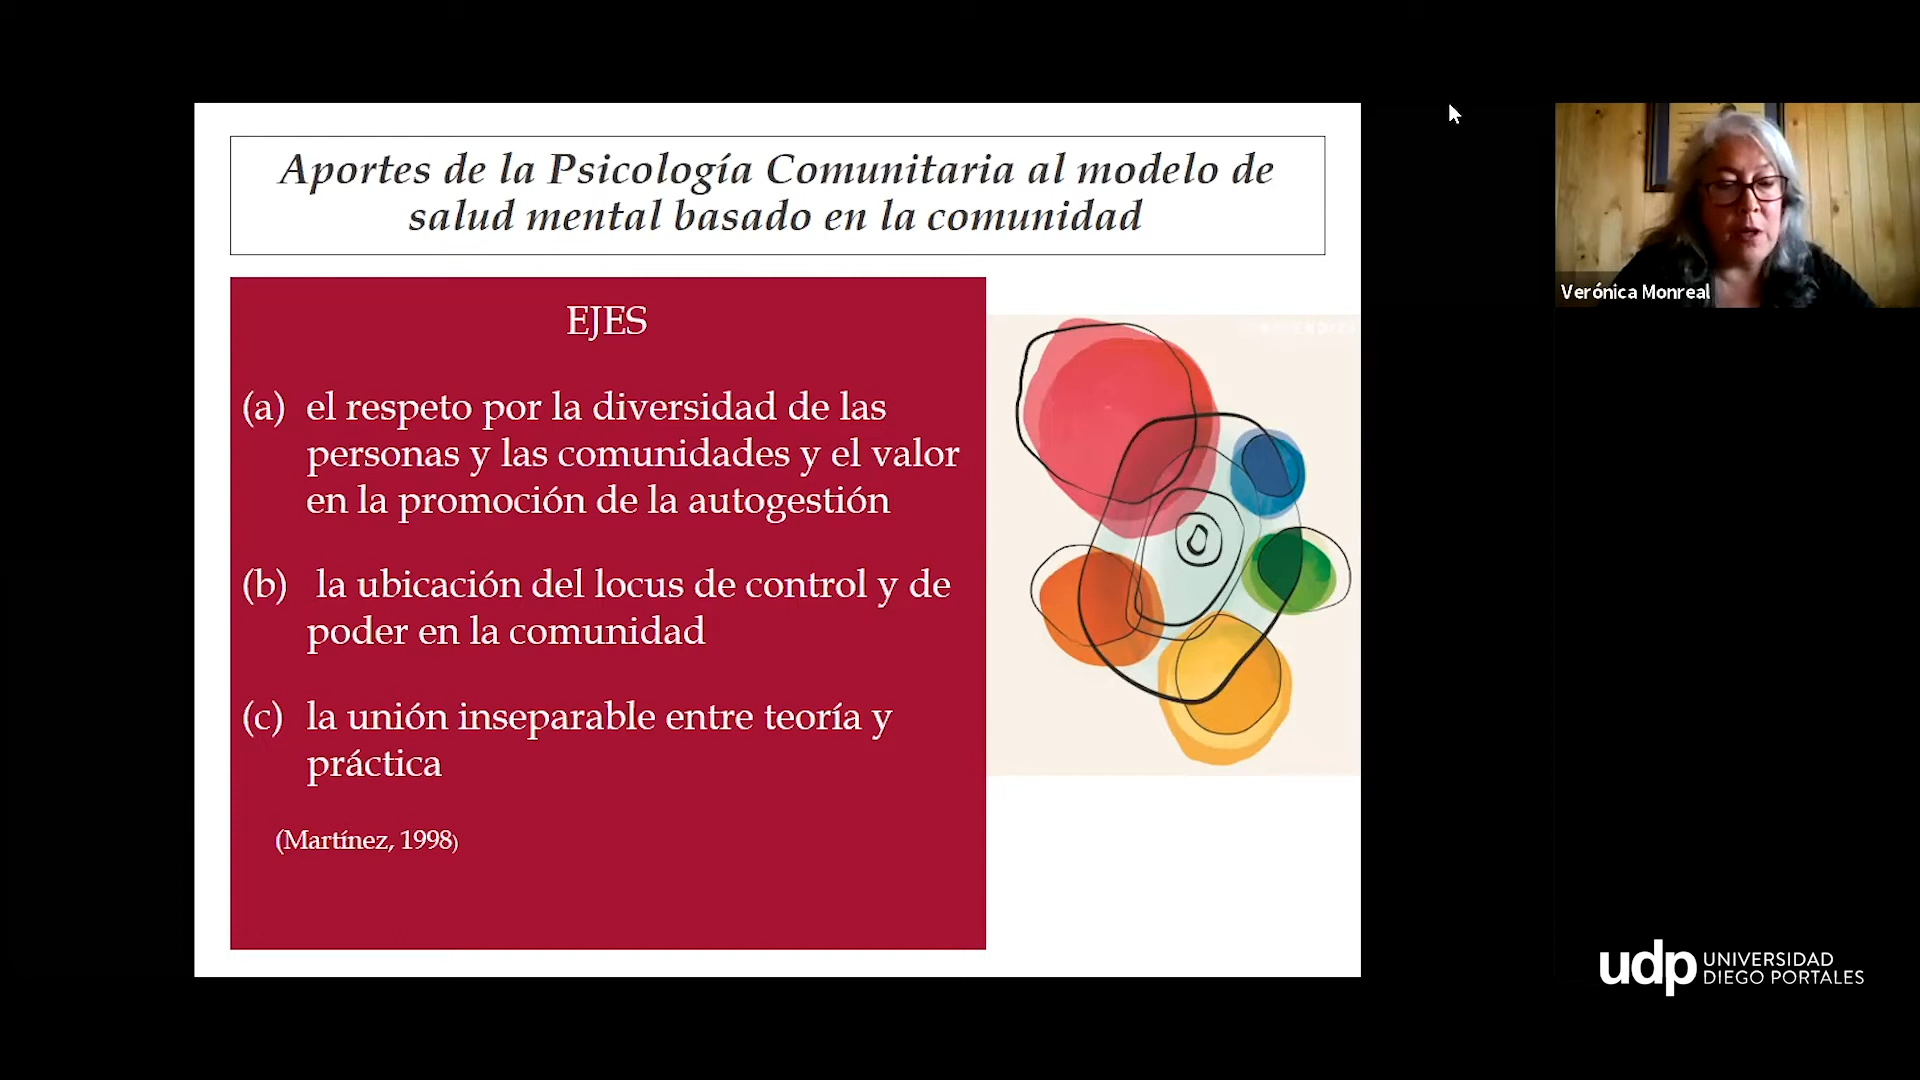 Aportes de la Psicología Comunitaria al modelo de
salud mental basado en la comunidad
EJES
(a) el respeto por la diversidad de las
personas y las comunidades y el valor
en la promoción de la autogestión
(b) la ubicación del locus de control y de
poder en la comunidad
(c) la unión inseparable entre teoría y
práctica
(Martínez, 1998)
Verónica Monreal
udp UNIVERSIDAD
DIEGO PORTALES